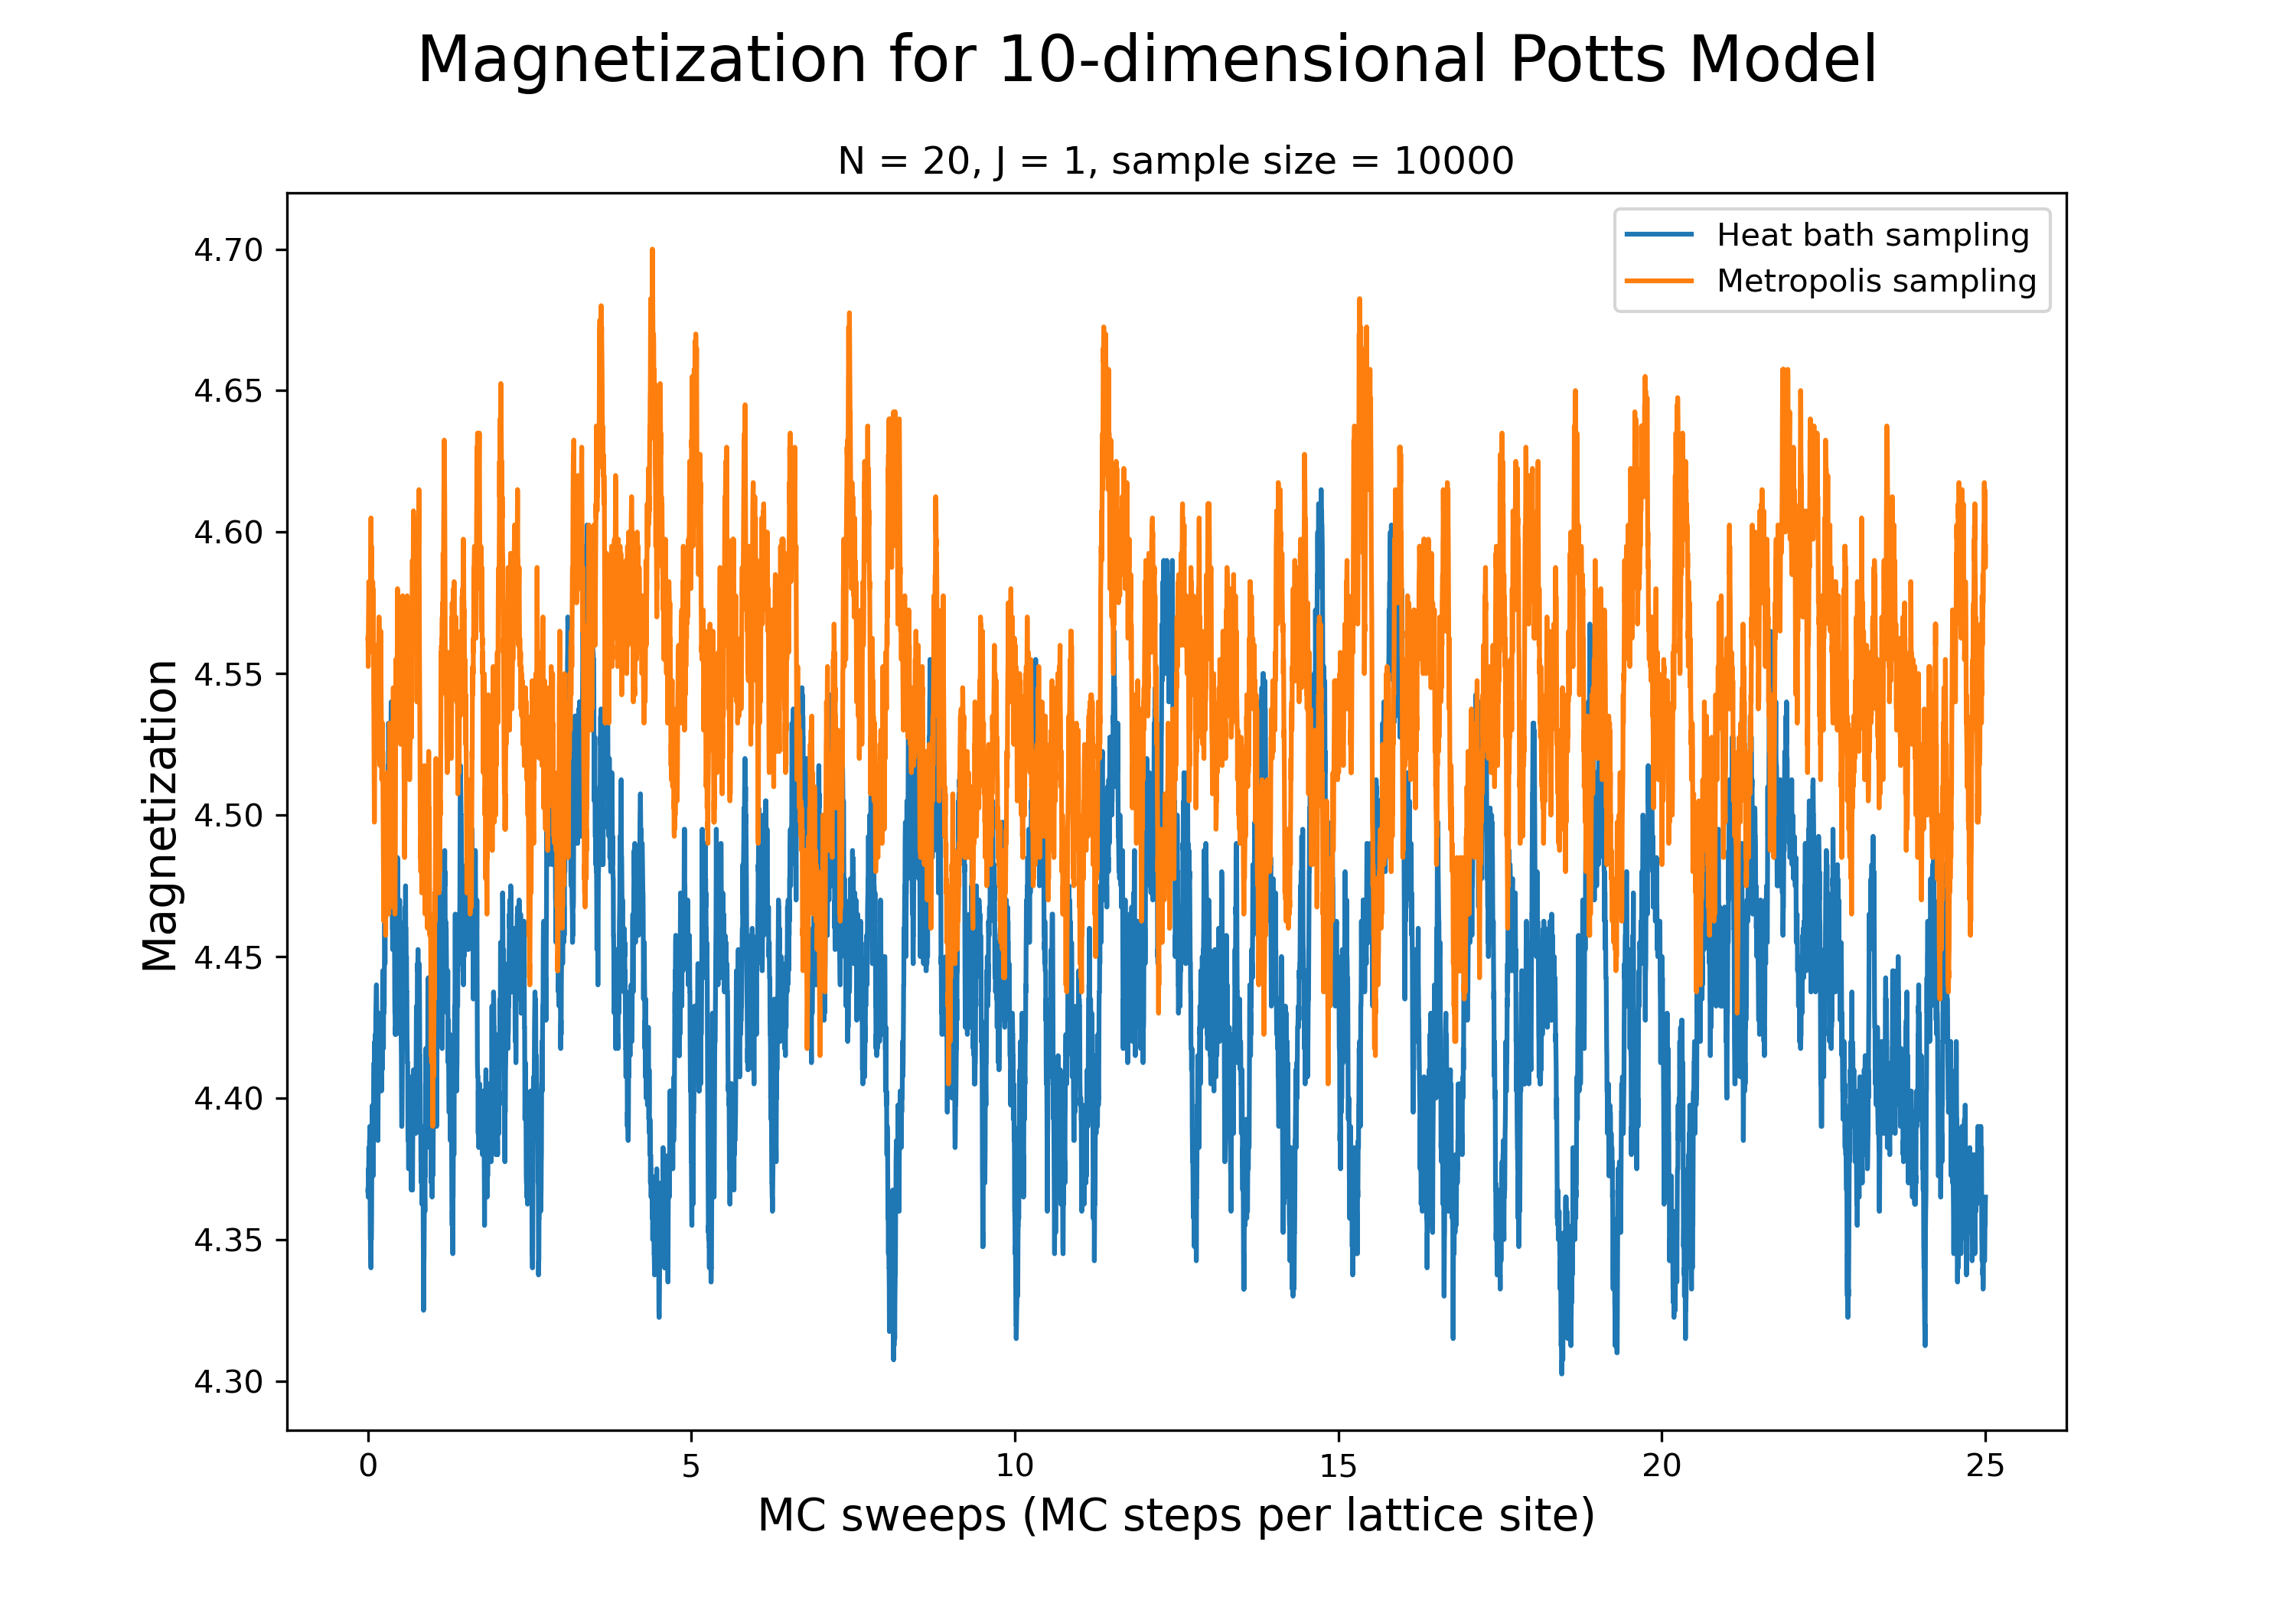 Magnetization for 10-dimensional Potts Model
N = 20, J = 1, sample size = 10000
Heat bath sampling
Metropolis sampling
Magnetization
4.70
4.65
4.60
4.55
4.50
4.45
4.40
4.35
4.30
0 5 10 15 20 25
MC sweeps (MC steps per lattice site)